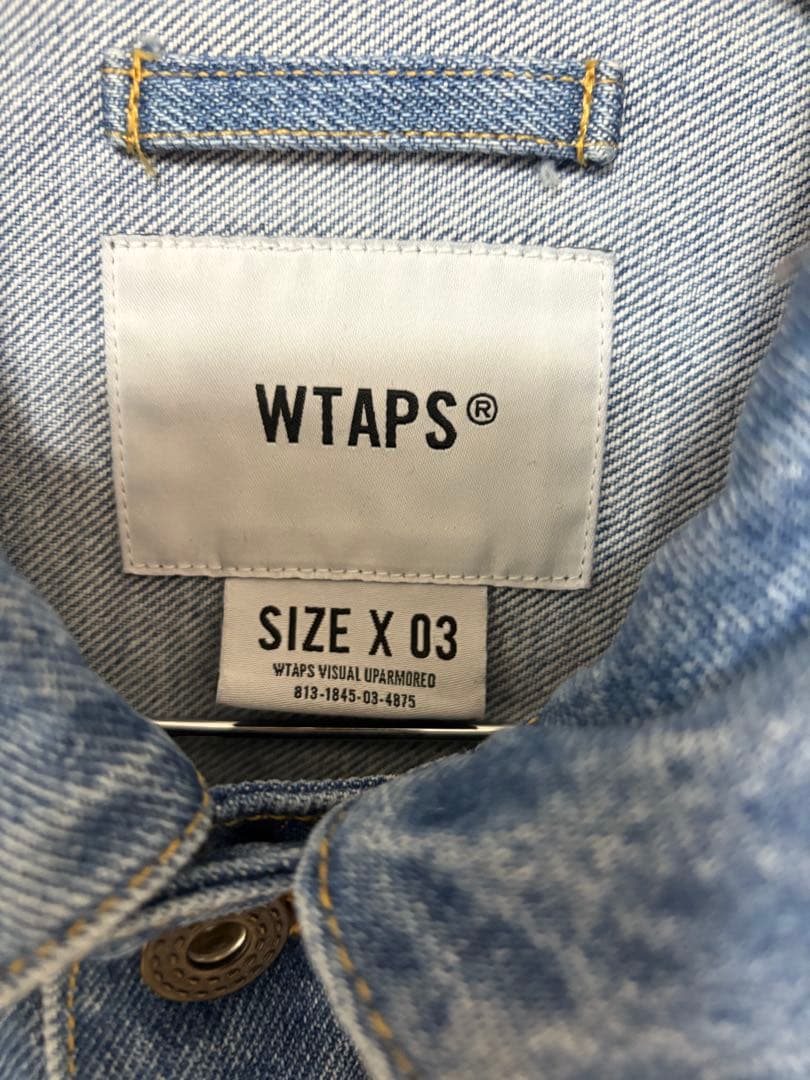 WTAPS®
SIZE X 03
WTAPS VISUAL UPARMORED
813-1845-03-4875